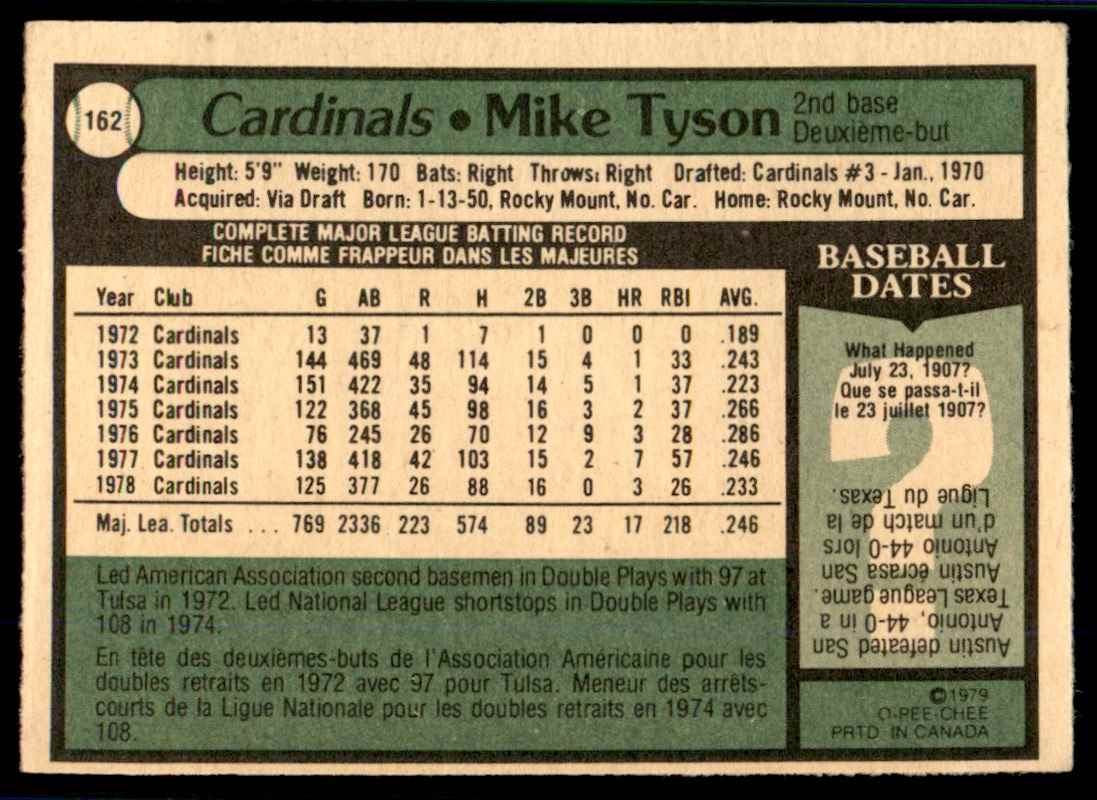 162
Cardinals • Mike Tyson 2nd base
Deuxième-but
Height: 5'9" Weight: 170 Bats: Right Throws: Right Drafted: Cardinals #3 - Jan., 1970
Acquired: Via Draft Born: 1-13-50, Rocky Mount, No. Car. Home: Rocky Mount, No. Car.
COMPLETE MAJOR LEAGUE BATTING RECORD
FICHE COMME FRAPPEUR DANS LES MAJEURES
Year Club G AB R H 2B 3B HR RBI AVG.
1972 Cardinals 13 37 1 7 1 0 0 0 .189
1973 Cardinals 144 469 48 114 15 4 1 33 .243
1974 Cardinals 151 422 35 94 14 5 1 37 .223
1975 Cardinals 122 368 45 98 16 3 2 37 .266
1976 Cardinals 76 245 26 70 12 9 3 28 .286
1977 Cardinals 138 418 42 103 15 2 7 57 .246
1978 Cardinals 125 377 26 88 16 0 3 26 .233
Maj. Lea. Totals ... 769 2336 223 574 89 23 17 218 .246
Led American Association second basemen in Double Plays with 97 at
Tulsa in 1972. Led National League shortstops in Double Plays with
108 in 1974.
En tête des deuxièmes-buts de l'Association Américaine pour les
doubles retraits en 1972 avec 97 pour Tulsa. Meneur des arrêts-
courts de la Ligue Nationale pour les doubles retraits en 1974 avec
108.
BASEBALL
DATES
What Happened
July 23, 1907?
Que se passa-t-il
le 23 juillet 1907?
Austin defeated San
Antonio, 44-0 in a
Texas League game.
Austin écrasa San
Antonio 44-0 lors
d'un match de la
Ligue du Texas.
©1979
O-PEE-CHEE
PRTD IN CANADA